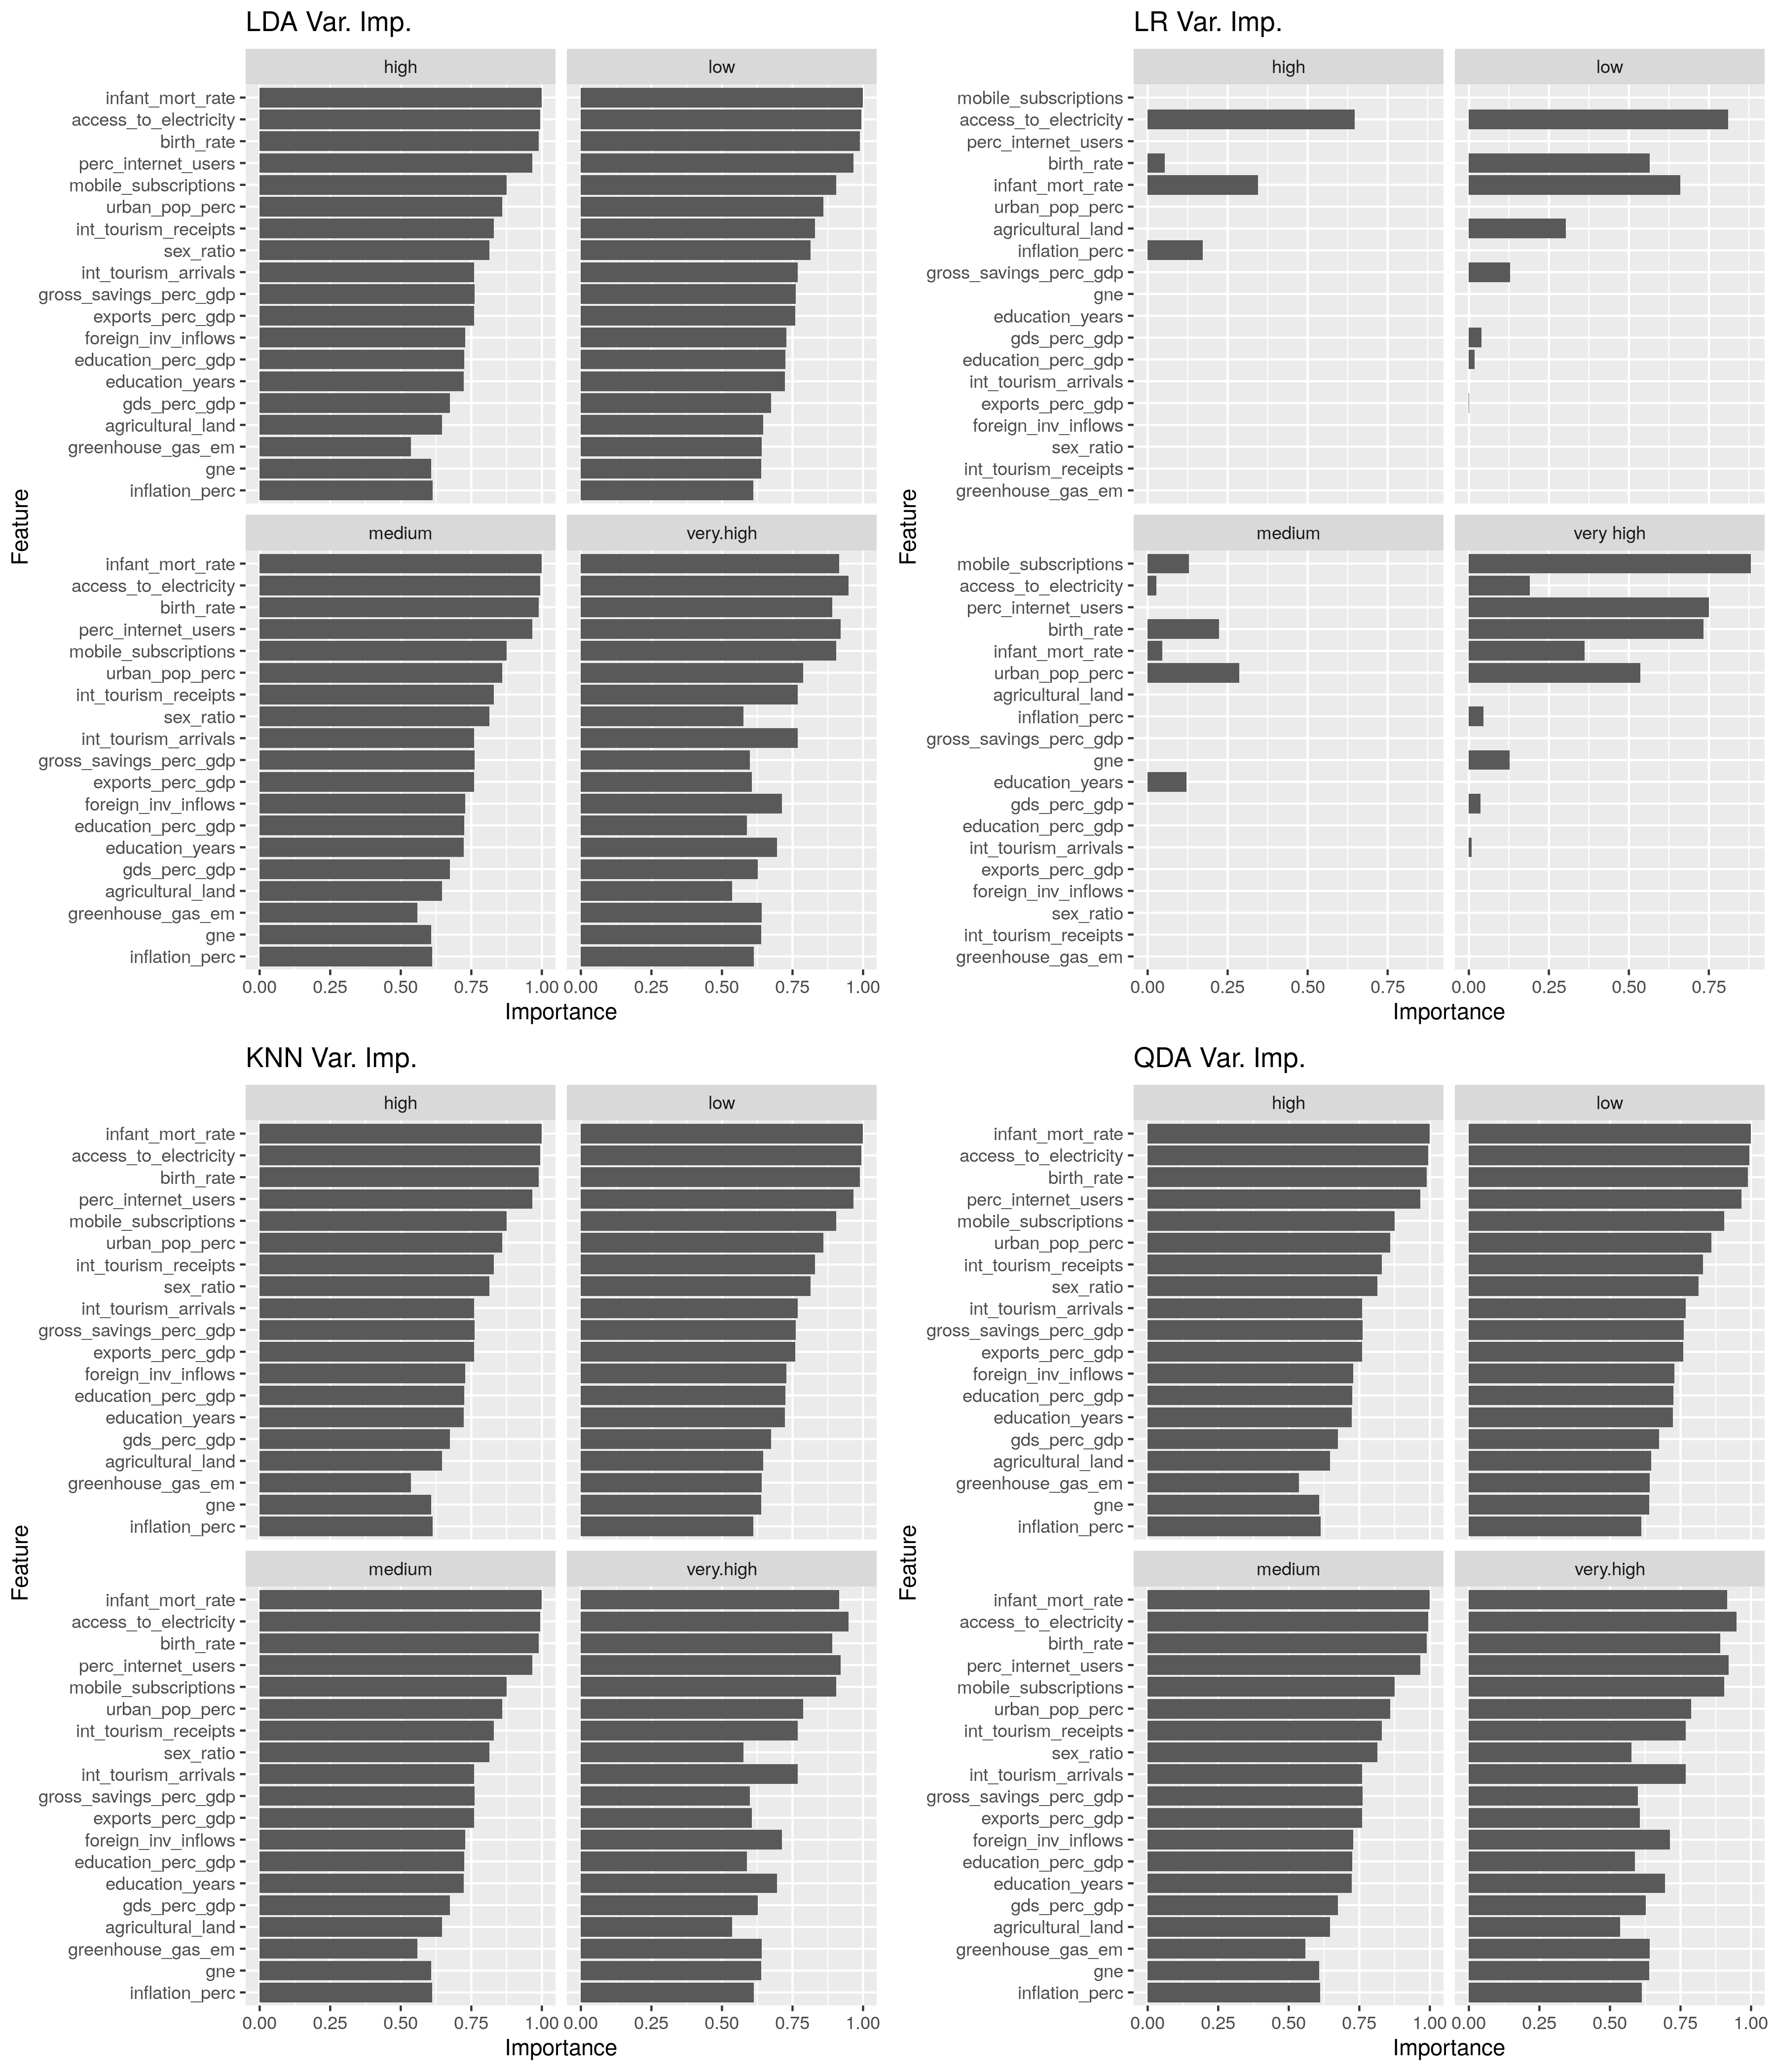 LDA Var. Imp.
high
low
infant_mort_rate
access_to_electricity
birth_rate
perc_internet_users
mobile_subscriptions
urban_pop_perc
int_tourism_receipts
sex_ratio
int_tourism_arrivals
gross_savings_perc_gdp
exports_perc_gdp
foreign_inv_inflows
education_perc_gdp
education_years
gds_perc_gdp
agricultural_land
greenhouse_gas_em
gne
inflation_perc
Feature
medium
very.high
infant_mort_rate
access_to_electricity
birth_rate
perc_internet_users
mobile_subscriptions
urban_pop_perc
int_tourism_receipts
sex_ratio
int_tourism_arrivals
gross_savings_perc_gdp
exports_perc_gdp
foreign_inv_inflows
education_perc_gdp
education_years
gds_perc_gdp
agricultural_land
greenhouse_gas_em
gne
inflation_perc
0.00 0.25 0.50 0.75 1.00 0.00 0.25 0.50 0.75 1.00
Importance
LR Var. Imp.
high
low
mobile_subscriptions
access_to_electricity
perc_internet_users
birth_rate
infant_mort_rate
urban_pop_perc
agricultural_land
inflation_perc
gross_savings_perc_gdp
gne
education_years
gds_perc_gdp
education_perc_gdp
int_tourism_arrivals
exports_perc_gdp
foreign_inv_inflows
sex_ratio
int_tourism_receipts
greenhouse_gas_em
Feature
medium
very high
mobile_subscriptions
access_to_electricity
perc_internet_users
birth_rate
infant_mort_rate
urban_pop_perc
agricultural_land
inflation_perc
gross_savings_perc_gdp
gne
education_years
gds_perc_gdp
education_perc_gdp
int_tourism_arrivals
exports_perc_gdp
foreign_inv_inflows
sex_ratio
int_tourism_receipts
greenhouse_gas_em
0.00 0.25 0.50 0.75 0.00 0.25 0.50 0.75
Importance
KNN Var. Imp.
high
low
infant_mort_rate
access_to_electricity
birth_rate
perc_internet_users
mobile_subscriptions
urban_pop_perc
int_tourism_receipts
sex_ratio
int_tourism_arrivals
gross_savings_perc_gdp
exports_perc_gdp
foreign_inv_inflows
education_perc_gdp
education_years
gds_perc_gdp
agricultural_land
greenhouse_gas_em
gne
inflation_perc
Feature
medium
very.high
infant_mort_rate
access_to_electricity
birth_rate
perc_internet_users
mobile_subscriptions
urban_pop_perc
int_tourism_receipts
sex_ratio
int_tourism_arrivals
gross_savings_perc_gdp
exports_perc_gdp
foreign_inv_inflows
education_perc_gdp
education_years
gds_perc_gdp
agricultural_land
greenhouse_gas_em
gne
inflation_perc
0.00 0.25 0.50 0.75 1.00 0.00 0.25 0.50 0.75 1.00
Importance
QDA Var. Imp.
high
low
infant_mort_rate
access_to_electricity
birth_rate
perc_internet_users
mobile_subscriptions
urban_pop_perc
int_tourism_receipts
sex_ratio
int_tourism_arrivals
gross_savings_perc_gdp
exports_perc_gdp
foreign_inv_inflows
education_perc_gdp
education_years
gds_perc_gdp
agricultural_land
greenhouse_gas_em
gne
inflation_perc
Feature
medium
very.high
infant_mort_rate
access_to_electricity
birth_rate
perc_internet_users
mobile_subscriptions
urban_pop_perc
int_tourism_receipts
sex_ratio
int_tourism_arrivals
gross_savings_perc_gdp
exports_perc_gdp
foreign_inv_inflows
education_perc_gdp
education_years
gds_perc_gdp
agricultural_land
greenhouse_gas_em
gne
inflation_perc
0.00 0.25 0.50 0.75 1.00 0.00 0.25 0.50 0.75 1.00
Importance